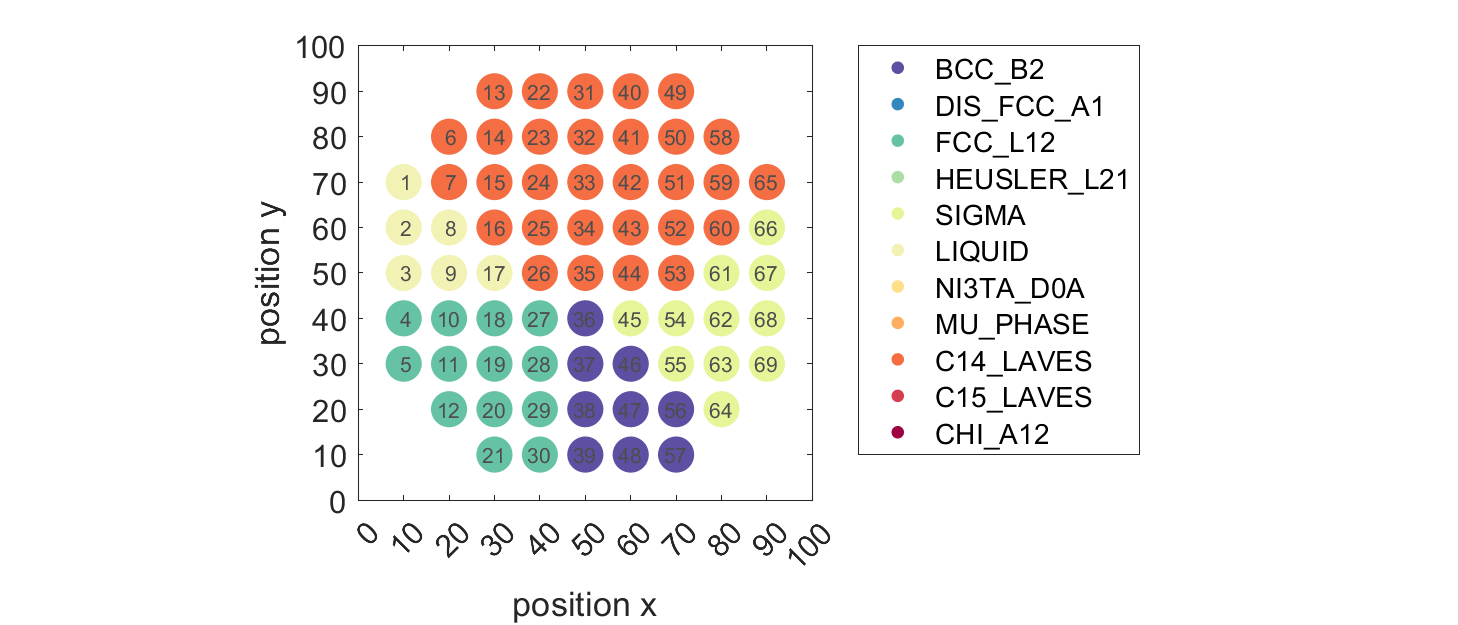 100
90
80
70
60
50
40
30
20
10
0
position y
13 22 31 40 49
6 14 23 32 41 50 58
1 7 15 24 33 42 51 59 65
2 8 16 25 34 43 52 60 66
3 9 17 26 35 44 53 61 67
4 10 18 27 36 45 54 62 68
5 11 19 28 37 46 55 63 69
12 20 29 38 47 56 64
21 30 39 48 57
0 10 20 30 40 50 60 70 80 90 100
position x
BCC_B2
DIS_FCC_A1
FCC_L12
HEUSLER_L21
SIGMA
LIQUID
NI3TA_D0A
MU_PHASE
C14_LAVES
C15_LAVES
CHI_A12